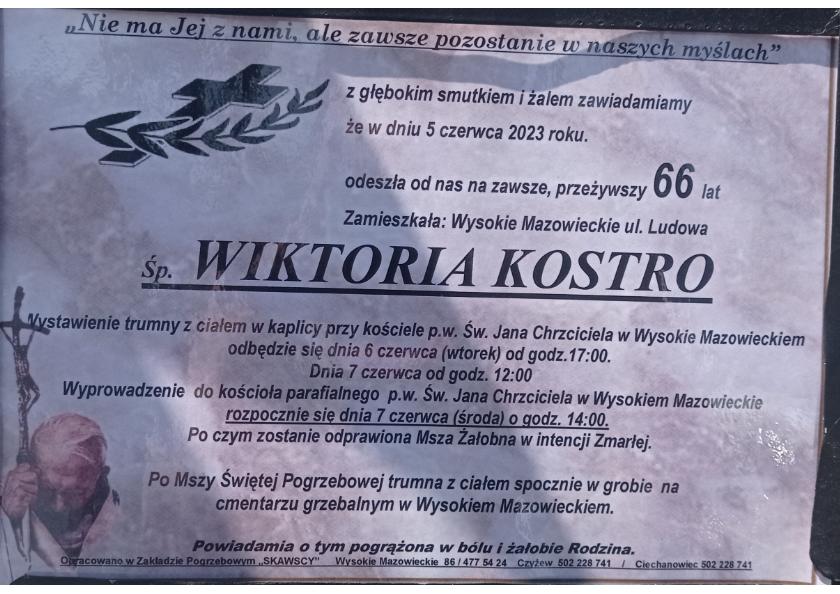 „Nie ma Jej z nami, ale zawsze pozostanie w naszych myślach”
z głębokim smutkiem i żalem zawiadamiamy
że w dniu 5 czerwca 2023 roku.
odeszła od nas na zawsze, przeżywszy 66 lat
Zamieszkała: Wysokie Mazowieckie ul. Ludowa
Śp. WIKTORIA KOSTRO
Wystawienie trumny z ciałem w kaplicy przy kościele p.w. Św. Jana Chrzciciela w Wysokie Mazowieckiem
odbędzie się dnia 6 czerwca (wtorek) od godz.17:00.
Dnia 7 czerwca od godz. 12:00
Wyprowadzenie do kościoła parafialnego p.w. Św. Jana Chrzciciela w Wysokiem Mazowieckie
rozpocznie się dnia 7 czerwca (środa) o godz. 14:00.
Po czym zostanie odprawiona Msza Żałobna w intencji Zmarłej.
Po Mszy Świętej Pogrzebowej trumna z ciałem spocznie w grobie na
cmentarzu grzebalnym w Wysokiem Mazowieckiem.
Powiadamia o tym pogrążona w bólu i żałobie Rodzina.
Opracowano w Zakładzie Pogrzebowym „SKAWSCY” Wysokie Mazowieckie 86 / 477 54 24 Czyżew 502 228 741 / Ciechanowiec 502 228 741